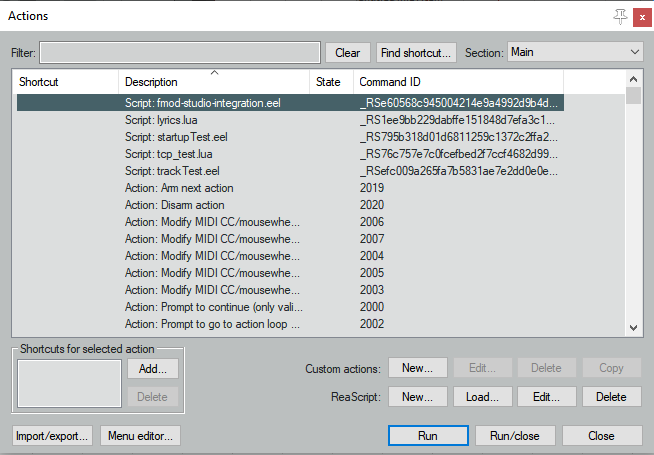 Actions
Filter: Clear Find shortcut... Section: Main
Shortcut Description State Command ID
Script: fmod-studio-integration.eel _RSe60568c945004214e9a4992d9b4d...
Script: lyrics.lua _RS1ee9bb229dabffe151848d7efa3c1...
Script: startupTest.eel _RS795b318d01d6811259c1372c2ffa2...
Script: tcp_test.lua _RS76c757e7c0fcefbed2f7ccf4682d99...
Script: trackTest.eel _RSefc009a265fa7b5831ae7e2dd0e0e...
Action: Arm next action 2019
Action: Disarm action 2020
Action: Modify MIDI CC/mousewhe... 2006
Action: Modify MIDI CC/mousewhe... 2007
Action: Modify MIDI CC/mousewhe... 2004
Action: Modify MIDI CC/mousewhe... 2005
Action: Modify MIDI CC/mousewhe... 2003
Action: Prompt to continue (only vali... 2000
Action: Prompt to go to action loop ... 2002
Shortcuts for selected action
Add... Custom actions: New... Edit... Delete Copy
Delete ReaScript: New... Load... Edit... Delete
Import/export... Menu editor... Run Run/close Close